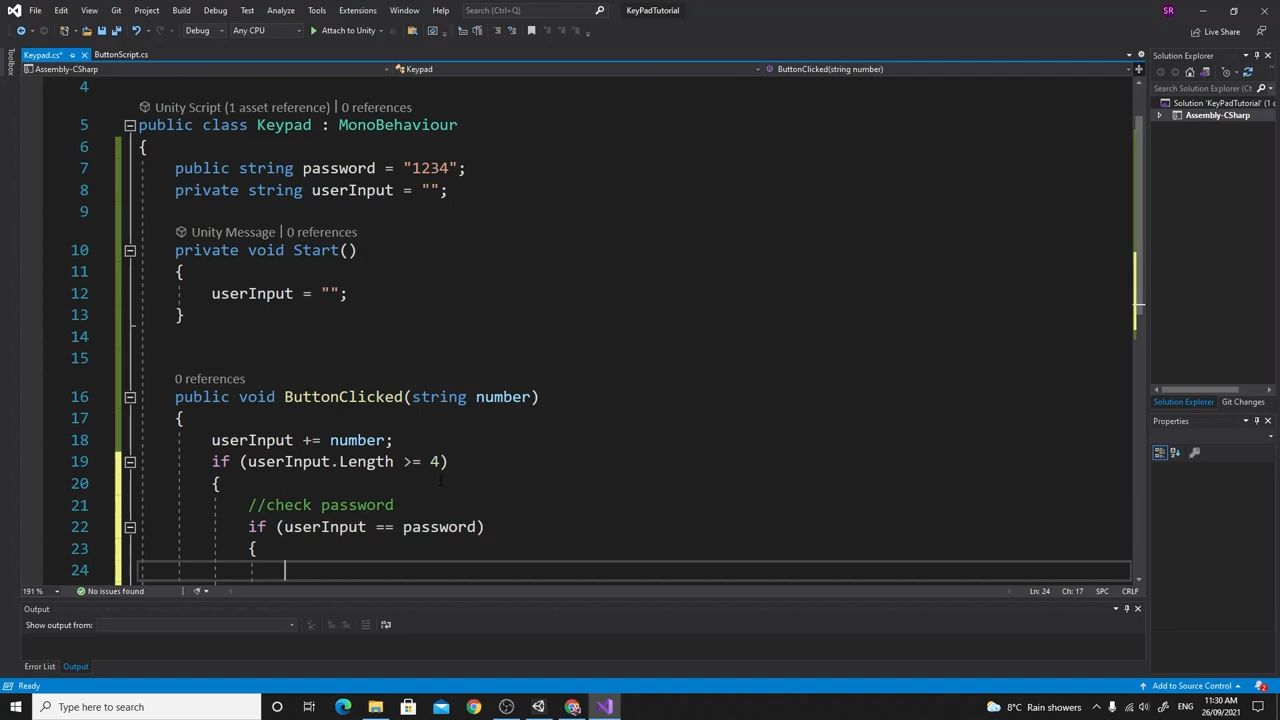 File Edit View Git Project Build Debug Test Analyze Tools Extensions Window Help Search (Ctrl+Q) KeyPadTutorial SR
Debug Any CPU Attach to Unity Live Share
Keypad.cs* ButtonScript.cs Solution Explorer
Toolbox
Assembly-CSharp Keypad ButtonClicked(string number)
Search Solution Explorer (Ctrl
Solution 'KeyPadTutorial' (1
Assembly-CSharp
4
Unity Script (1 asset reference) | 0 references
5 public class Keypad : MonoBehaviour
6 {
7 public string password = "1234";
8 private string userInput = "";
9
Unity Message | 0 references
10 private void Start()
11 {
12 userInput = "";
13 }
14
15
0 references
16 public void ButtonClicked(string number)
17 {
18 userInput += number;
19 if (userInput.Length >= 4)
20 {
21 //check password
22 if (userInput == password)
23 {
24
Solution Explorer Git Changes
Properties
191 % No issues found Ln: 24 Ch: 17 SPC CRLF
Output
Show output from:
Error List Output
Ready Add to Source Control 2
Type here to search 8°C Rain showers ENG 11:30 AM
26/09/2021 2